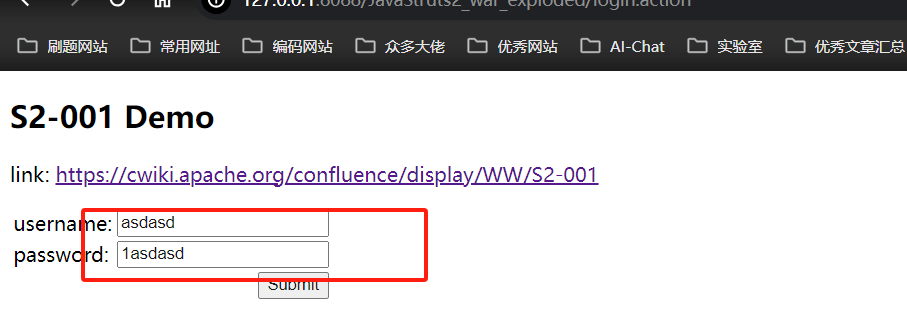 127.0.0.1:8088/JavaStruts2_war_exploded/login.action
刷题网站 常用网址 编码网站 众多大佬 优秀网站 AI-Chat 实验室 优秀文章汇总
S2-001 Demo
link: https://cwiki.apache.org/confluence/display/WW/S2-001
username: asdasd
password: 1asdasd
Submit